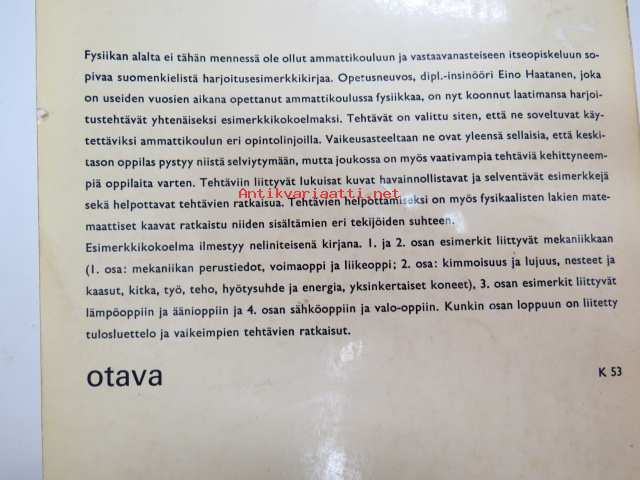 Fysiikan alalta ei tähän mennessä ole ollut ammattikouluun ja vastaavanasteiseen itseopiskeluun so-
pivaa suomenkielistä harjoitusesimerkkikirjaa. Opetusneuvos, dipl.-insinööri Eino Haatanen, joka
on useiden vuosien aikana opettanut ammattikoulussa fysiikkaa, on nyt koonnut laatimansa harjoi-
tustehtävät yhtenäiseksi esimerkkikokoelmaksi. Tehtävät on valittu siten, että ne soveltuvat käy-
tettäviksi ammattikoulun eri opintolinjoilla. Vaikeusasteeltaan ne ovat yleensä sellaisia, että keski-
tason oppilas pystyy niistä selviytymään, mutta joukossa on myös vaativampia tehtäviä kehittyneem-
piä oppilaita varten. Tehtäviin liittyvät lukuisat kuvat havainnollistavat ja selventävät esimerkkejä
Antikvariaatti.net
sekä helpottavat tehtävien ratkaisua. Tehtävien helpottamiseksi on myös fysikaalisten lakien mate-
maattiset kaavat ratkaistu niiden sisältämien eri tekijöiden suhteen.
Esimerkkikokoelma ilmestyy neliniteisenä kirjana. 1. ja 2. osan esimerkit liittyvät mekaniikkaan
(1. osa: mekaniikan perustiedot, voimaoppi ja liikeoppi; 2. osa: kimmoisuus ja lujuus, nesteet ja
kaasut, kitka, työ, teho, hyötysuhde ja energia, yksinkertaiset koneet), 3. osan esimerkit liittyvät
lämpöoppiin ja äänioppiin ja 4. osan sähköoppiin ja valo-oppiin. Kunkin osan loppuun on liitetty
tulosluettelo ja vaikeimpien tehtävien ratkaisut.
otava
K 53